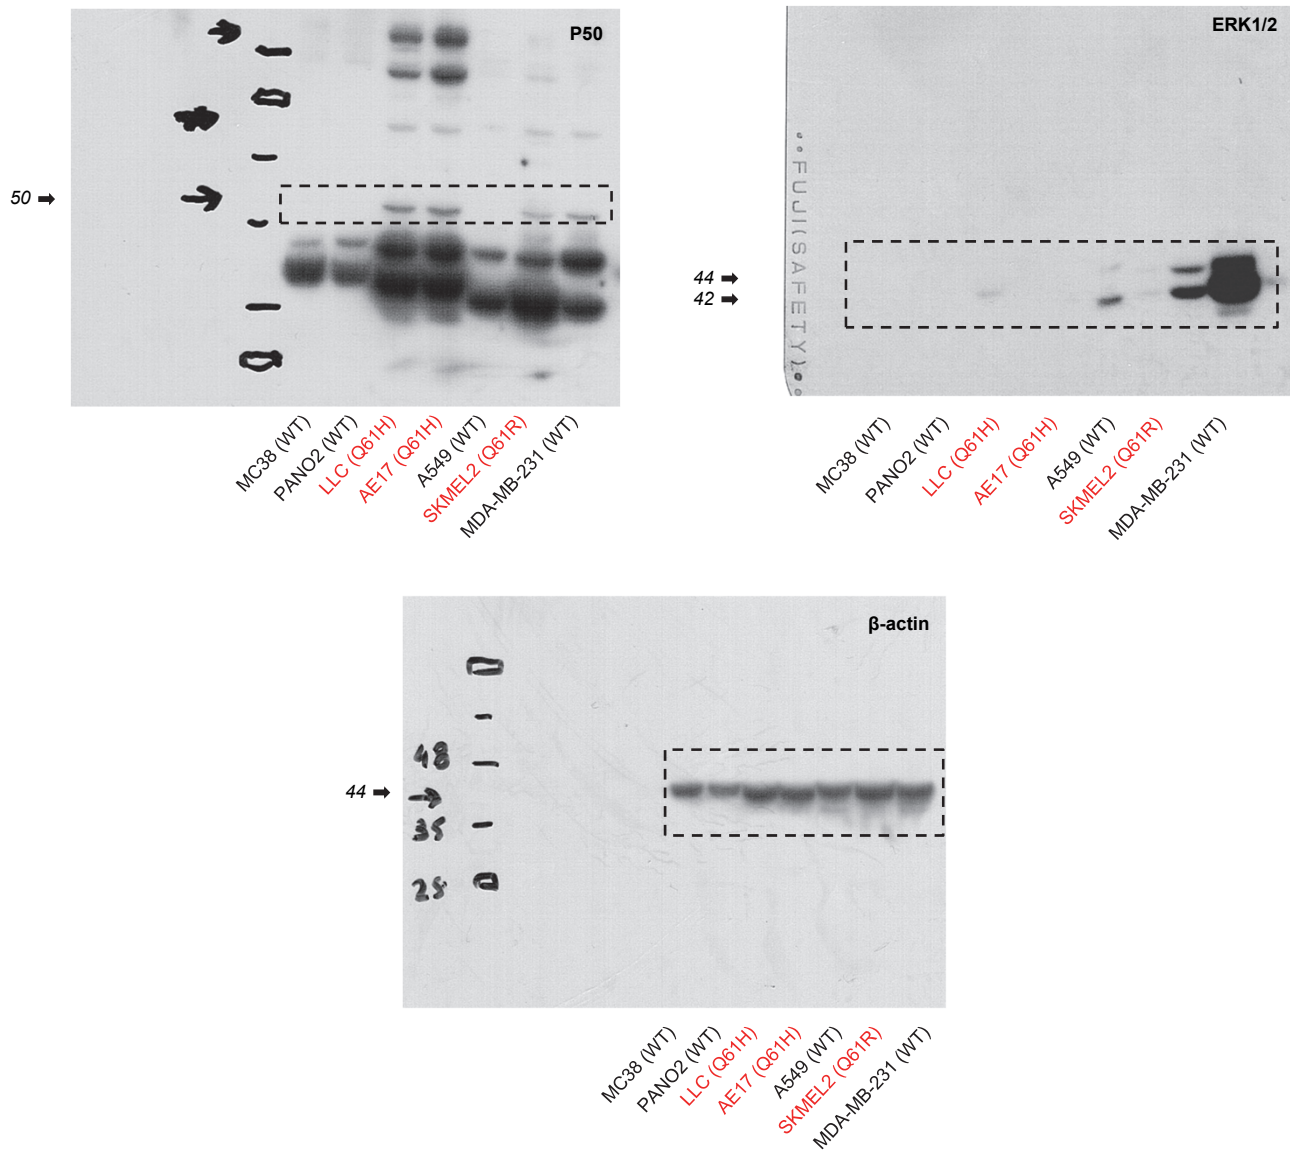 P50
50
MC38 (WT)
PANO2 (WT)
LLC (Q61H)
AE17 (Q61H)
A549 (WT)
SKMEL2 (Q61R)
MDA-MB-231 (WT)
ERK1/2
FUJI(SAFETY)
44
42
MC38 (WT)
PANO2 (WT)
LLC (Q61H)
AE17 (Q61H)
A549 (WT)
SKMEL2 (Q61R)
MDA-MB-231 (WT)
β-actin
48
44
35
28
MC38 (WT)
PANO2 (WT)
LLC (Q61H)
AE17 (Q61H)
A549 (WT)
SKMEL2 (Q61R)
MDA-MB-231 (WT)